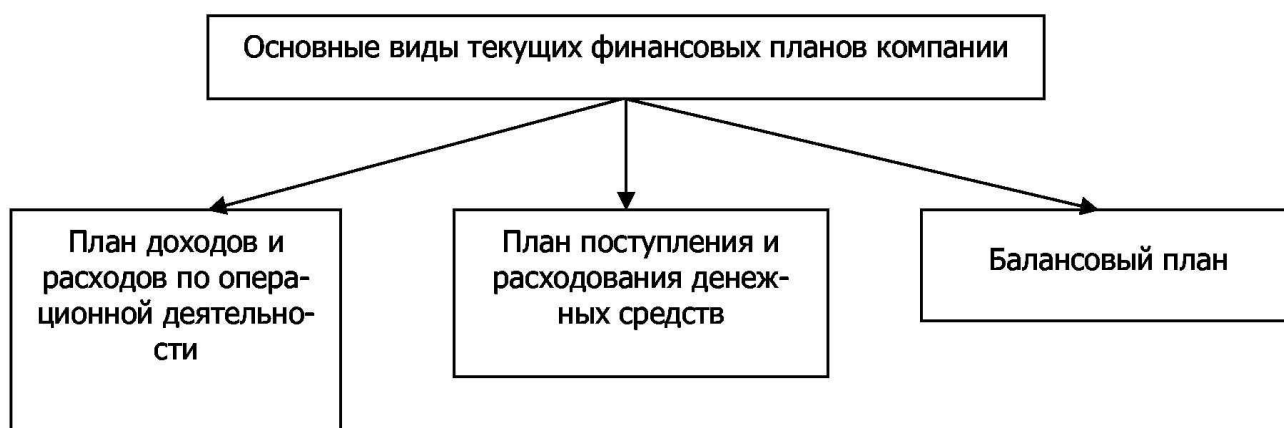 Основные виды текущих финансовых планов компании
План доходов и
расходов по опера-
ционной деятельно-
сти
План поступления и
расходования денеж-
ных средств
Балансовый план